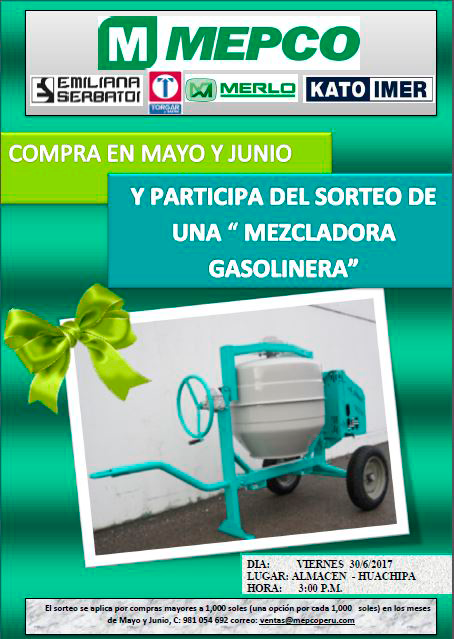 M MEPCO
EMILIANA
SERBATOI
TORGAR
MERLO
KATO IMER
COMPRA EN MAYO Y JUNIO
Y PARTICIPA DEL SORTEO DE
UNA “ MEZCLADORA
GASOLINERA”
DIA: VIERNES 30/6/2017
LUGAR: ALMACEN - HUACHIPA
HORA: 3:00 P.M.
El sorteo se aplica por compras mayores a 1,000 soles (una opción por cada 1,000 soles) en los meses
de Mayo y Junio, C: 981 054 692 correo: ventas@mepcoperu.com